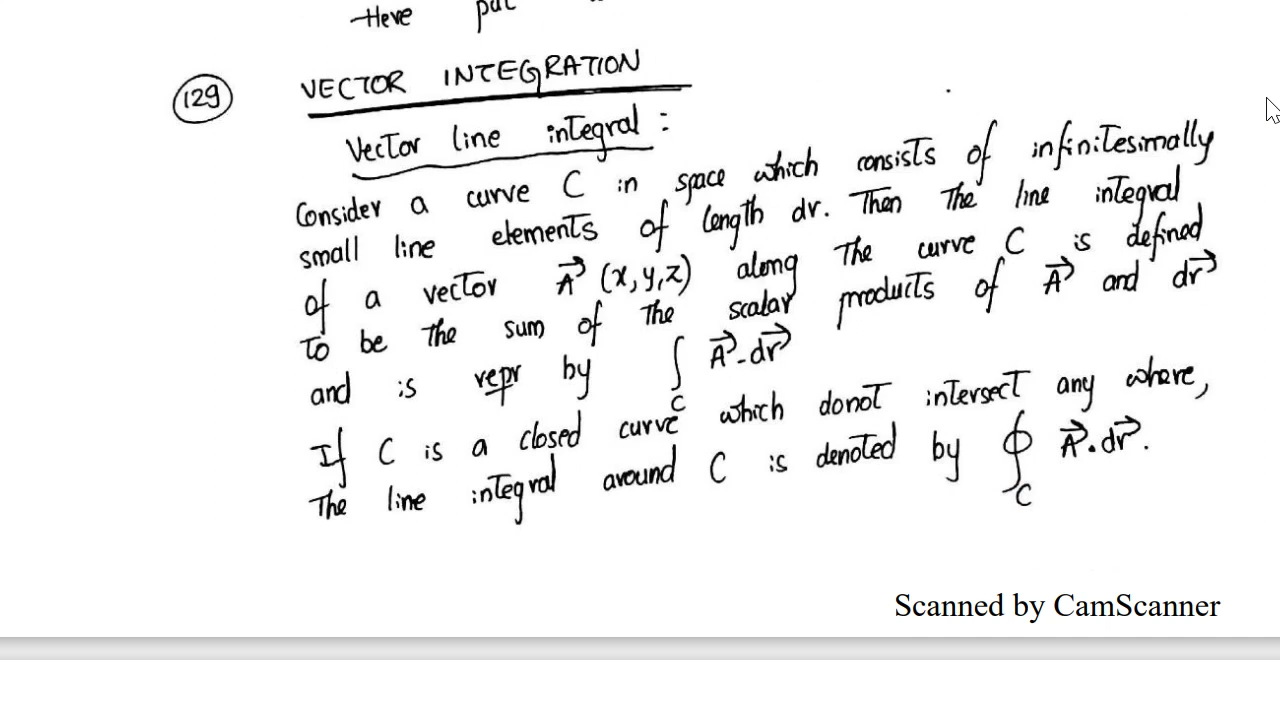 Here put
129 VECTOR INTEGRATION
Vector line integral :
Consider a curve C in space which consists of infinitesimally
small line elements of length dr. Then the line integral
of a vector A⃗ (x,y,z) along the curve C is defined
to be the sum of the scalar products of A⃗ and dr⃗
and is repr by ∫_C A⃗.dr⃗
If C is a closed curve which donot intersect any where,
The line integral around C is denoted by ∮_C A⃗.dr⃗.
Scanned by CamScanner